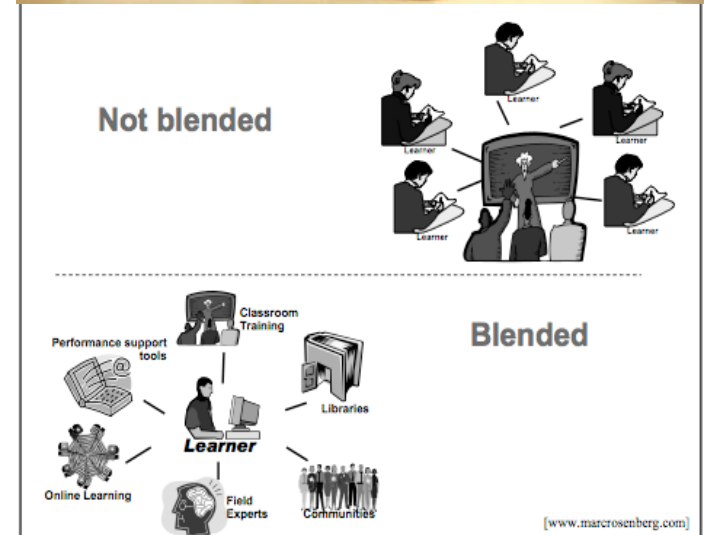 Not blended
Learner
Learner
Learner
Learner
Learner
Blended
Classroom
Training
Performance support
tools
Libraries
Learner
Online Learning
Field
Experts
Communities
[www.marcrosenberg.com]